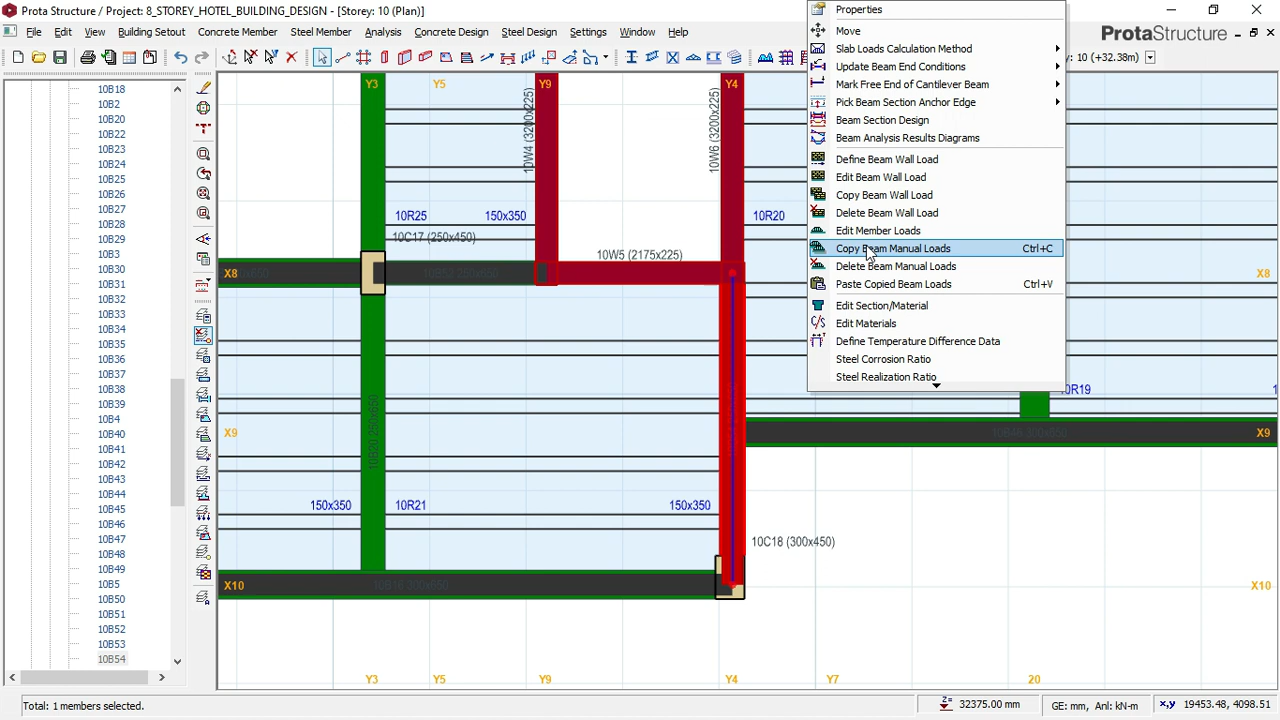 Prota Structure / Project: 8_STOREY_HOTEL_BUILDING_DESIGN - [Storey: 10 (Plan)]
File Edit View Building Setout Concrete Member Steel Member Analysis Concrete Design Steel Design Settings Window Help
ProtaStructure
y: 10 (+32.38m)
10B18
10B2
10B20
10B22
10B23
10B24
10B25
10B26
10B27
10B28
10B29
10B3
10B30
10B31
10B32
10B33
10B34
10B35
10B36
10B37
10B38
10B39
10B4
10B40
10B41
10B42
10B43
10B44
10B45
10B46
10B47
10B48
10B49
10B5
10B50
10B51
10B52
10B53
10B54
Y3 Y5 Y9 Y4
10W4 (3200x225)
10W6 (3200x225)
10R25 150x350
10R20
10C17 (250x450)
10W5 (2175x225)
X8
10B53 250x650
10B20 250x650
10R19
X9
10B46 300x650
X9
150x350 10R21 150x350
10C18 (300x450)
X10
10B16 300x650
X10
Y3 Y5 Y9 Y4 Y7 20
Properties
Move
Slab Loads Calculation Method
Update Beam End Conditions
Mark Free End of Cantilever Beam
Pick Beam Section Anchor Edge
Beam Section Design
Beam Analysis Results Diagrams
Define Beam Wall Load
Edit Beam Wall Load
Copy Beam Wall Load
Delete Beam Wall Load
Edit Member Loads
Copy Beam Manual Loads Ctrl+C
Delete Beam Manual Loads
Paste Copied Beam Loads Ctrl+V
Edit Section/Material
Edit Materials
Define Temperature Difference Data
Steel Corrosion Ratio
Steel Realization Ratio
Total: 1 members selected.
Z= 32375.00 mm
GE: mm, Anl: kN-m
x,y 19453.48, 4098.51